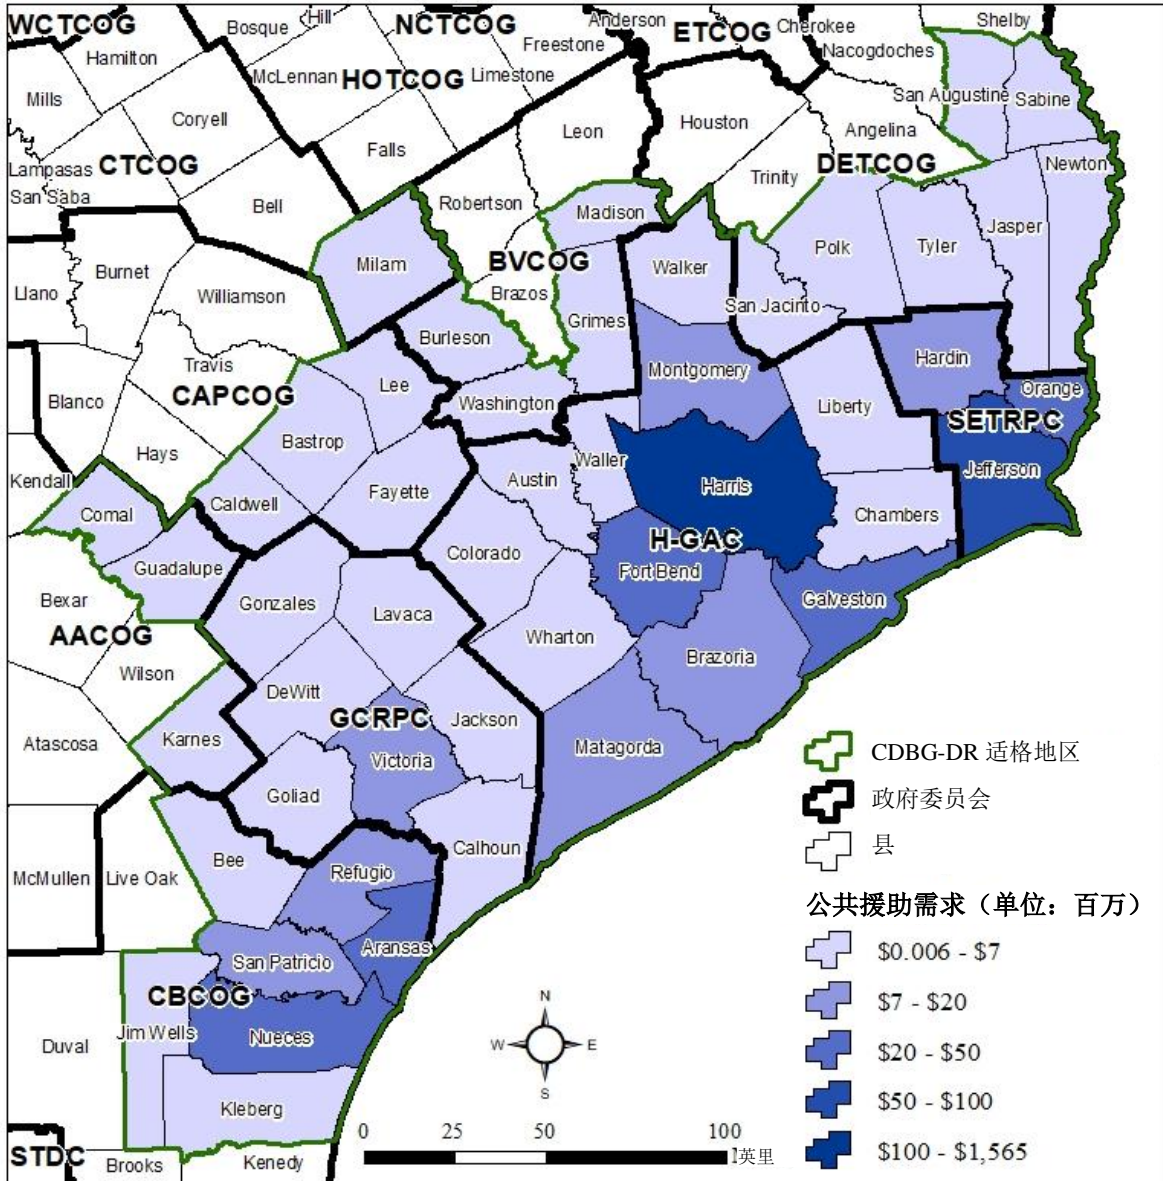 WCTCOG
Hill
Bosque
NCTCOG
Anderson
ETCOG
Cherokee
Shelby
Hamilton
Freestone
Nacogdoches
McLennan
HOTCOG
Limestone
Mills
San Augustine
Sabine
Coryell
Leon
Houston
Angelina
Falls
Lampasas
CTCOG
DETCOG
Newton
San Saba
Trinity
Bell
Robertson
Madison
Jasper
Polk
Tyler
Milam
BVCOG
Walker
Burnet
Llano
Williamson
Brazos
San Jacinto
Grimes
Burleson
Hardin
Travis
Montgomery
Lee
Orange
CAPCOG
Blanco
Washington
Liberty
SETRPC
Bastrop
Hays
Waller
Jefferson
Kendall
Austin
Harris
Fayette
Caldwell
Comal
Chambers
H-GAC
Colorado
Guadalupe
Fort Bend
Bexar
Gonzales
Galveston
Lavaca
AACOG
Wharton
Brazoria
Wilson
DeWitt
GCRPC
Jackson
Karnes
Atascosa
Matagorda
Victoria
Goliad
Calhoun
Bee
Refugio
McMullen
Live Oak
Aransas
San Patricio
CBCOG
Jim Wells
Nueces
Duval
Kleberg
STDC
Brooks
Kenedy
CDBG-DR 适格地区
政府委员会
县
公共援助需求（单位：百万）
$0.006 - $7
$7 - $20
$20 - $50
$50 - $100
$100 - $1,565
N
W E
S
0 25 50 100
英里